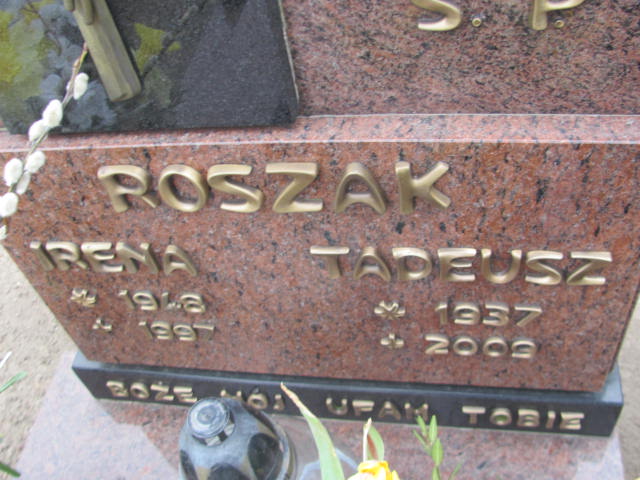 Ś. P.
ROSZAK
IRENA
* 1948
+ 1997
TADEUSZ
* 1937
+ 2009
BOŻE MÓJ UFAM TOBIE